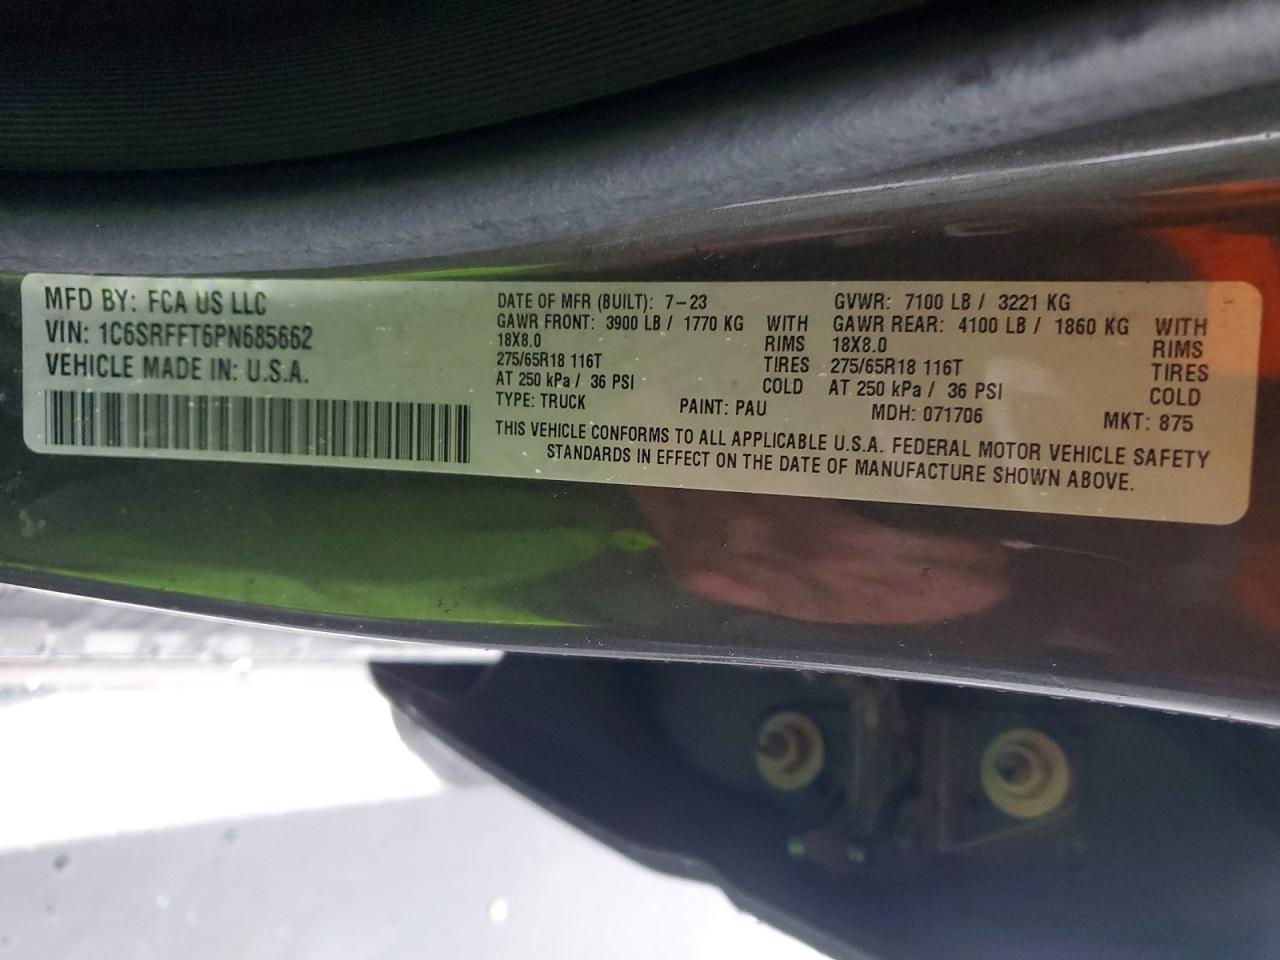 MFD BY: FCA US LLC
VIN: 1C6SRFFT6PN685662
VEHICLE MADE IN: U.S.A.
DATE OF MFR (BUILT): 7-23
GAWR FRONT: 3900 LB / 1770 KG WITH
18X8.0 RIMS
275/65R18 116T TIRES
AT 250 kPa / 36 PSI COLD
GVWR: 7100 LB / 3221 KG
GAWR REAR: 4100 LB / 1860 KG WITH
18X8.0 RIMS
275/65R18 116T TIRES
AT 250 kPa / 36 PSI COLD
TYPE: TRUCK PAINT: PAU MDH: 071706 MKT: 875
THIS VEHICLE CONFORMS TO ALL APPLICABLE U.S.A. FEDERAL MOTOR VEHICLE SAFETY
STANDARDS IN EFFECT ON THE DATE OF MANUFACTURE SHOWN ABOVE.